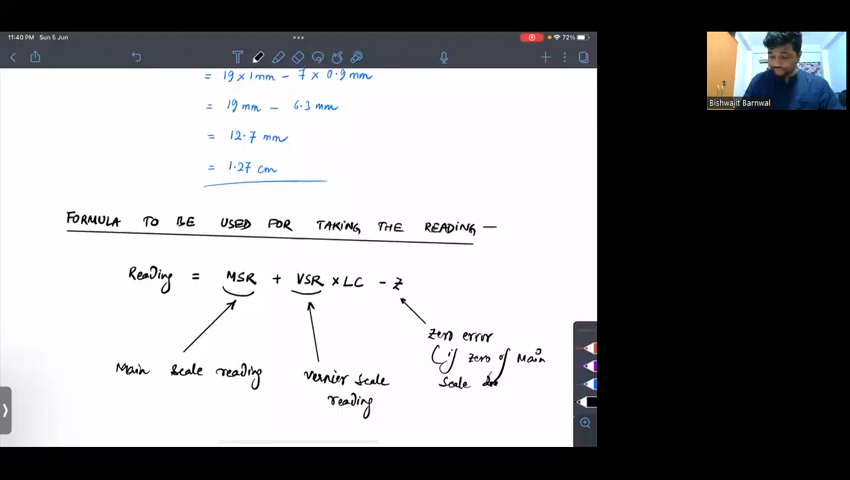 11:40 PM Sun 5 Jun
72%
= 19 × 1mm − 7 × 0.9 mm
= 19 mm − 6.3 mm
= 12.7 mm
= 1.27 cm
FORMULA TO BE USED FOR TAKING THE READING —
Reading = MSR + VSR × LC − Z
Main Scale reading
Vernier Scale
reading
Zero error
(if zero of Main
Scale
Bishwajit Barnwal